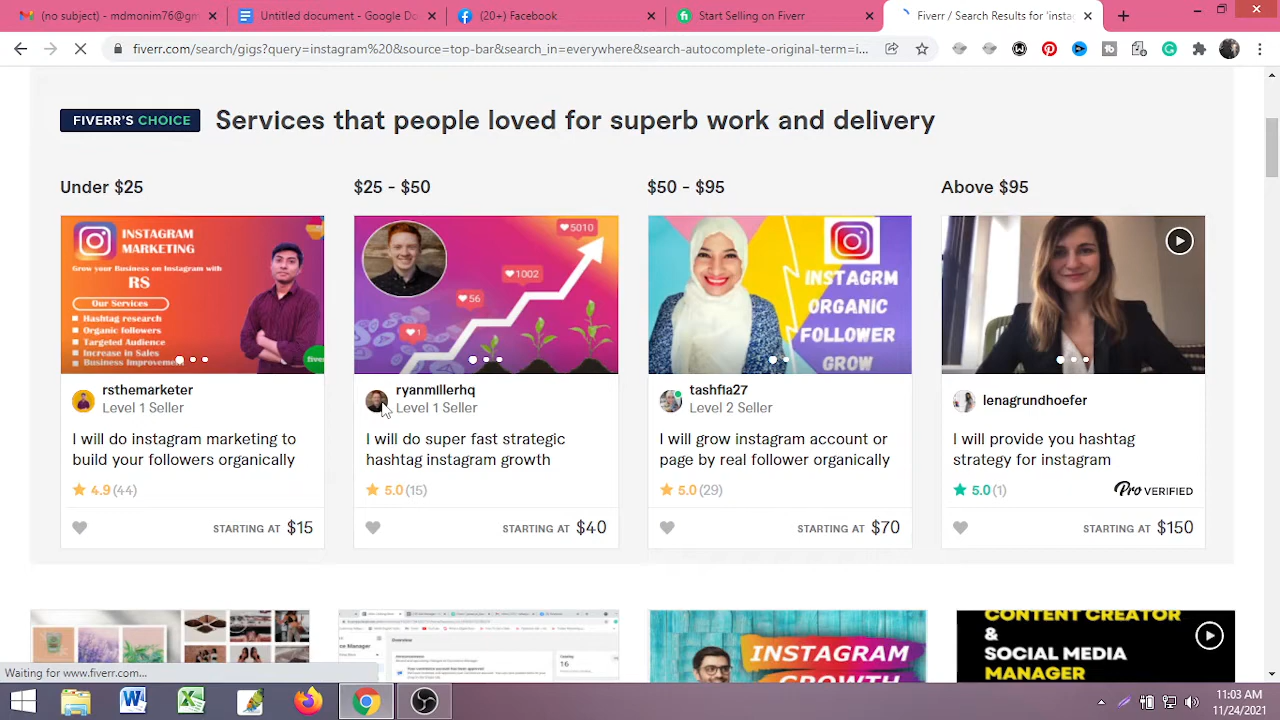 (no subject) - mdmonim76@gm
Untitled document - Google Do
(20+) Facebook
Start Selling on Fiverr
Fiverr / Search Results for 'instag
fiverr.com/search/gigs?query=instagram%20&source=top-bar&search_in=everywhere&search-autocomplete-original-term=i...
FIVERR'S CHOICE
Services that people loved for superb work and delivery
Under $25
$25 - $50
$50 - $95
Above $95
INSTAGRAM
MARKETING
Grow your Business on Instagram with
RS
Our Services
Hashtag research
Organic followers
Targeted Audience
Increase in Sales
Business Improvement
fiver
5010
1002
56
1
INSTAGRM
ORGANIC
FOLLOWER
GROW
rsthemarketer
Level 1 Seller
ryanmillerhq
Level 1 Seller
tashfia27
Level 2 Seller
lenagrundhoefer
I will do instagram marketing to
build your followers organically
I will do super fast strategic
hashtag instagram growth
I will grow instagram account or
page by real follower organically
I will provide you hashtag
strategy for instagram
4.9 (44)
5.0 (15)
5.0 (29)
5.0 (1)
Pro VERIFIED
STARTING AT $15
STARTING AT $40
STARTING AT $70
STARTING AT $150
Overview
16
INSTAGRAM
GROWTH
CONTENT CREATOR
&
SOCIAL MEDIA
MANAGER
Waiting for www.fiverr.com...
11:03 AM
11/24/2021